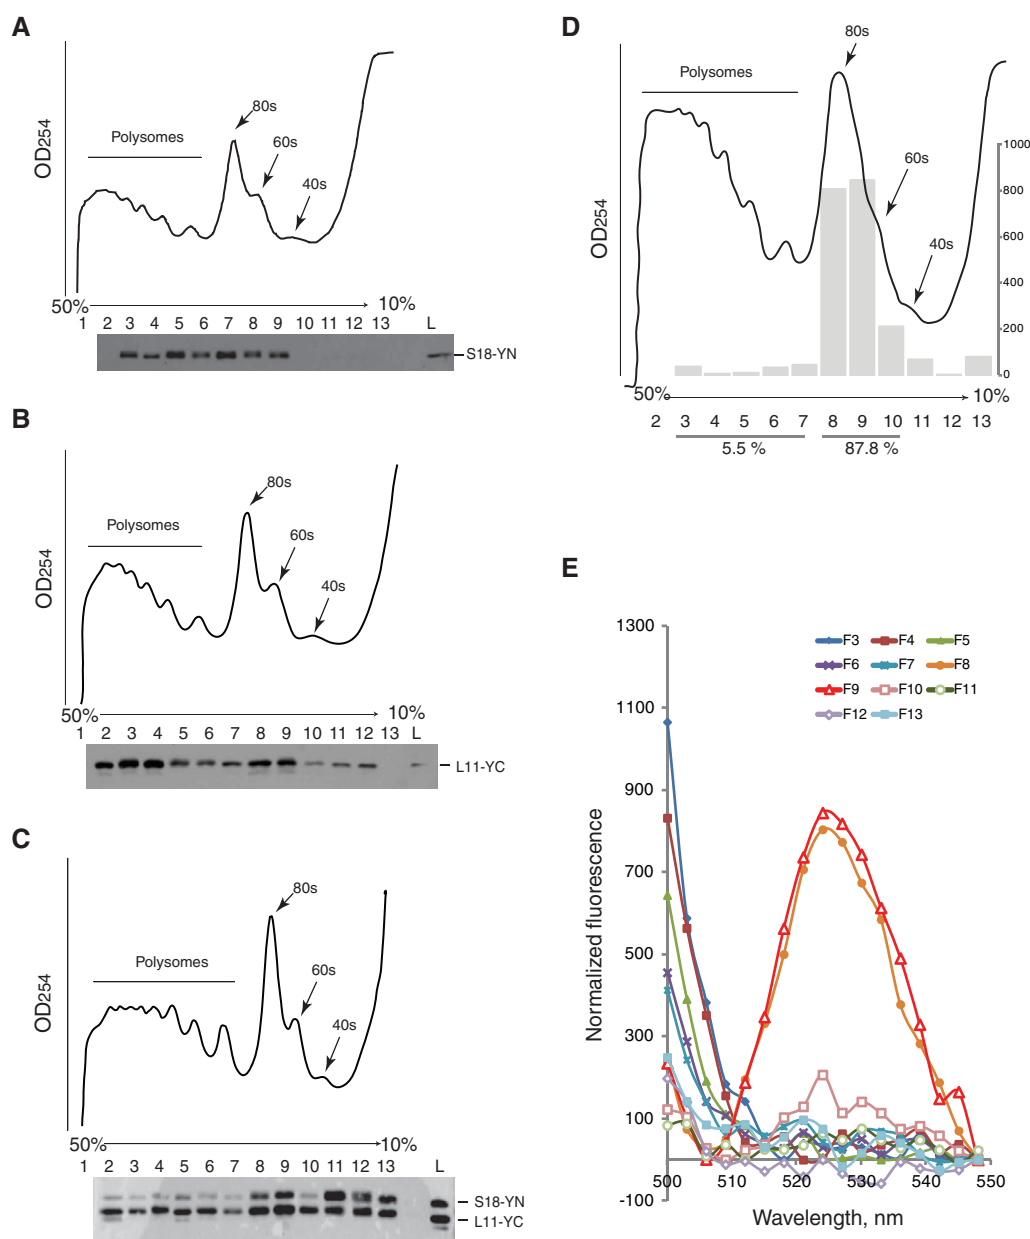 A
OD254
Polysomes
80s
60s
40s
50%
10%
1 2 3 4 5 6 7 8 9 10 11 12 13 L
S18-YN
B
OD254
Polysomes
80s
60s
40s
50%
10%
1 2 3 4 5 6 7 8 9 10 11 12 13 L
L11-YC
C
OD254
Polysomes
80s
60s
40s
50%
10%
1 2 3 4 5 6 7 8 9 10 11 12 13 L
S18-YN
L11-YC
D
OD254
Polysomes
80s
60s
40s
1000
800
600
400
200
0
50%
10%
2 3 4 5 6 7 8 9 10 11 12 13
5.5 % 87.8 %
E
Normalized fluorescence
1300
1100
900
700
500
300
100
-100
F3 F4 F5
F6 F7 F8
F9 F10 F11
F12 F13
500 510 520 530 540 550
Wavelength, nm